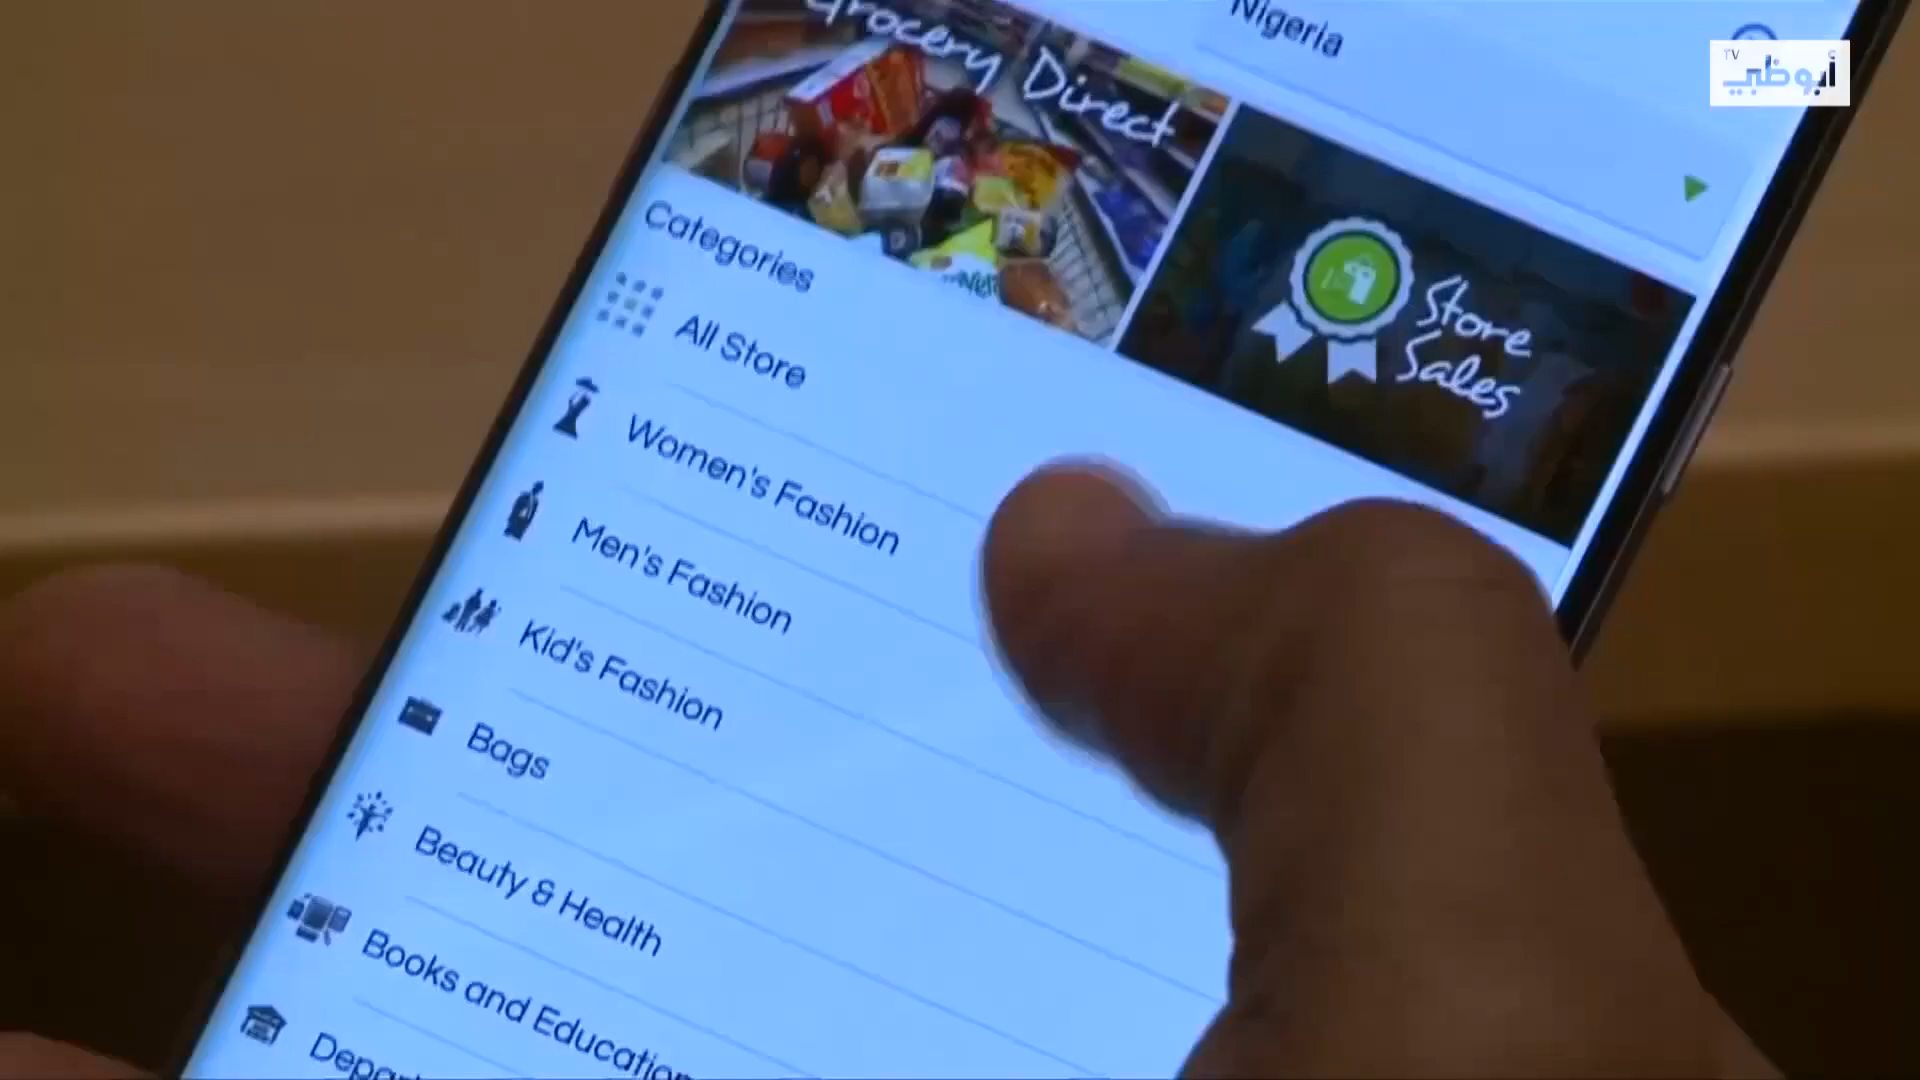 Nigeria
TV
أبوظبي
Grocery Direct
Store
Sales
Categories
All Store
Women's Fashion
Men's Fashion
Kid's Fashion
Bags
Beauty & Health
Books and Education